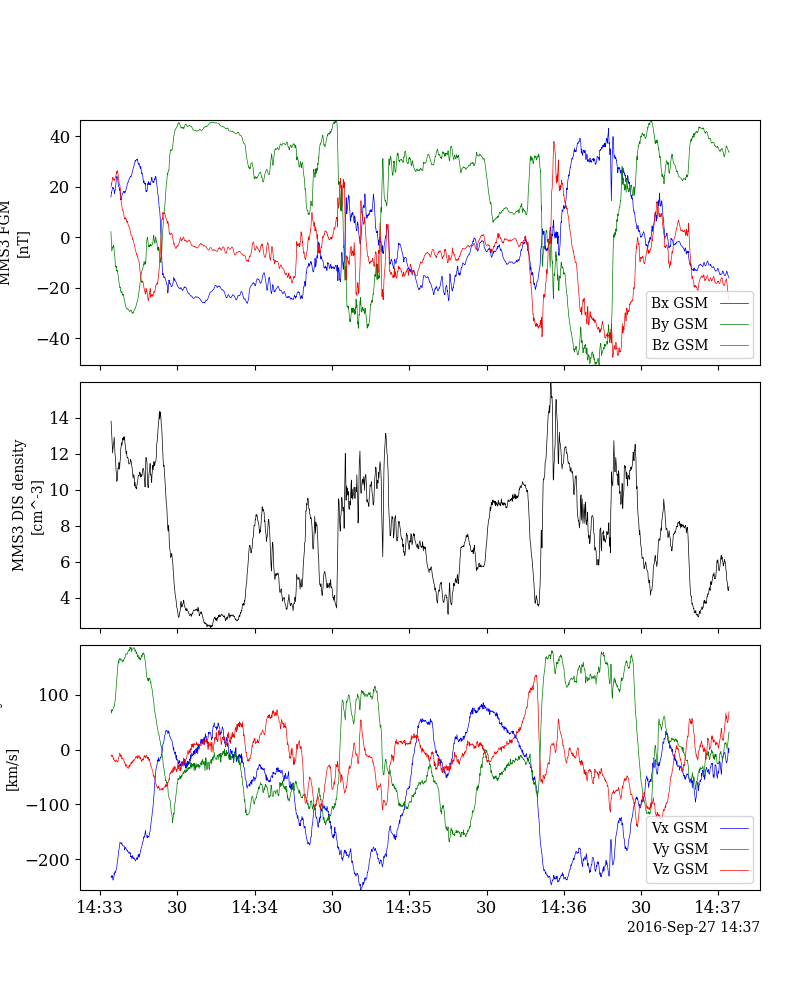 40
20
0
−20
−40
MMS3 FGM
[nT]
Bx GSM
By GSM
Bz GSM
14
12
10
8
6
4
MMS3 DIS density
[cm^-3]
100
0
−100
−200
[km/s]
Vx GSM
Vy GSM
Vz GSM
14:33 30 14:34 30 14:35 30 14:36 30 14:37
2016-Sep-27 14:37